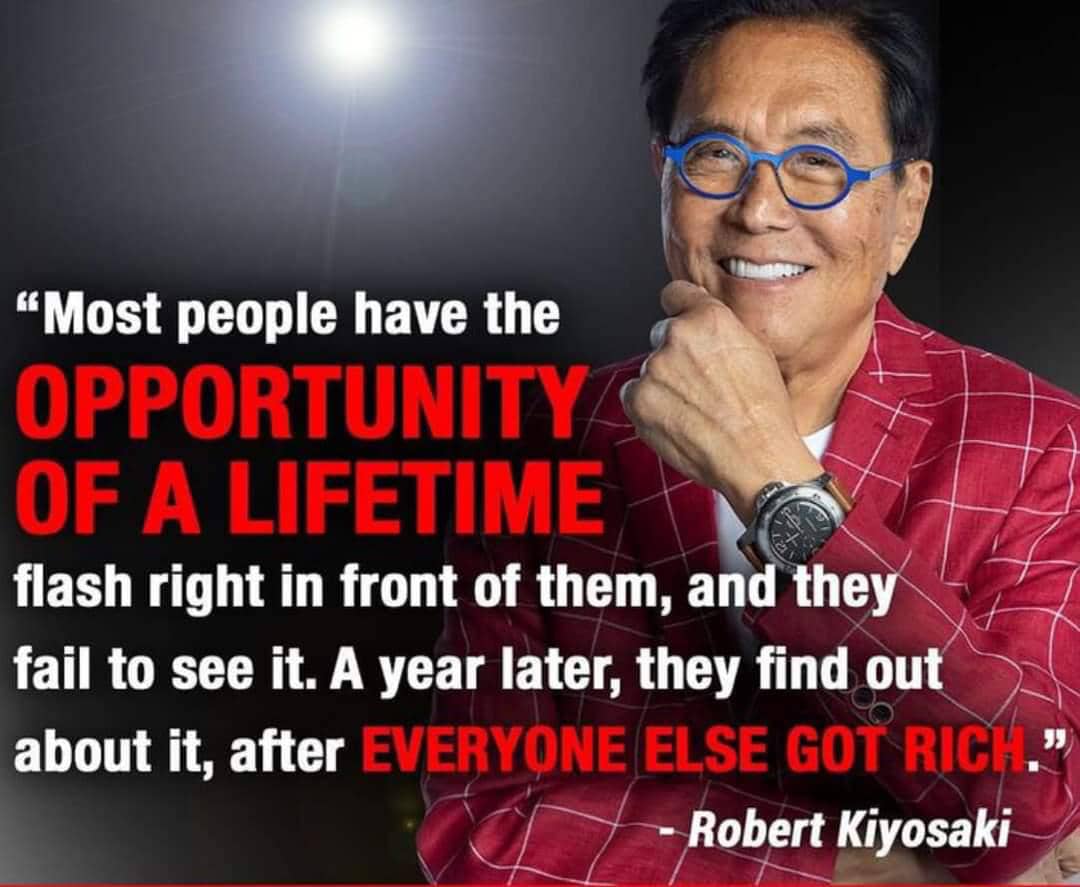 “Most people have the
OPPORTUNITY
OF A LIFETIME
flash right in front of them, and they
fail to see it. A year later, they find out
about it, after EVERYONE ELSE GOT RICH.”
- Robert Kiyosaki